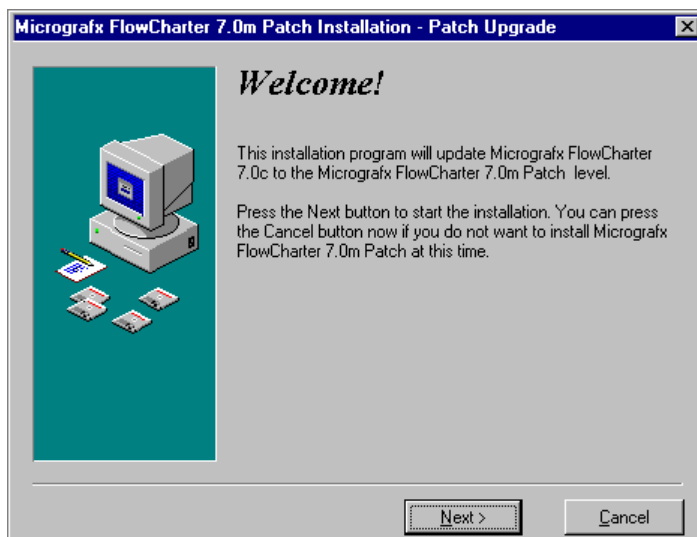 Micrografx FlowCharter 7.0m Patch Installation - Patch Upgrade
Welcome!
This installation program will update Micrografx FlowCharter
7.0c to the Micrografx FlowCharter 7.0m Patch  level.
Press the Next button to start the installation. You can press
the Cancel button now if you do not want to install Micrografx
FlowCharter 7.0m Patch at this time.
Next >
Cancel